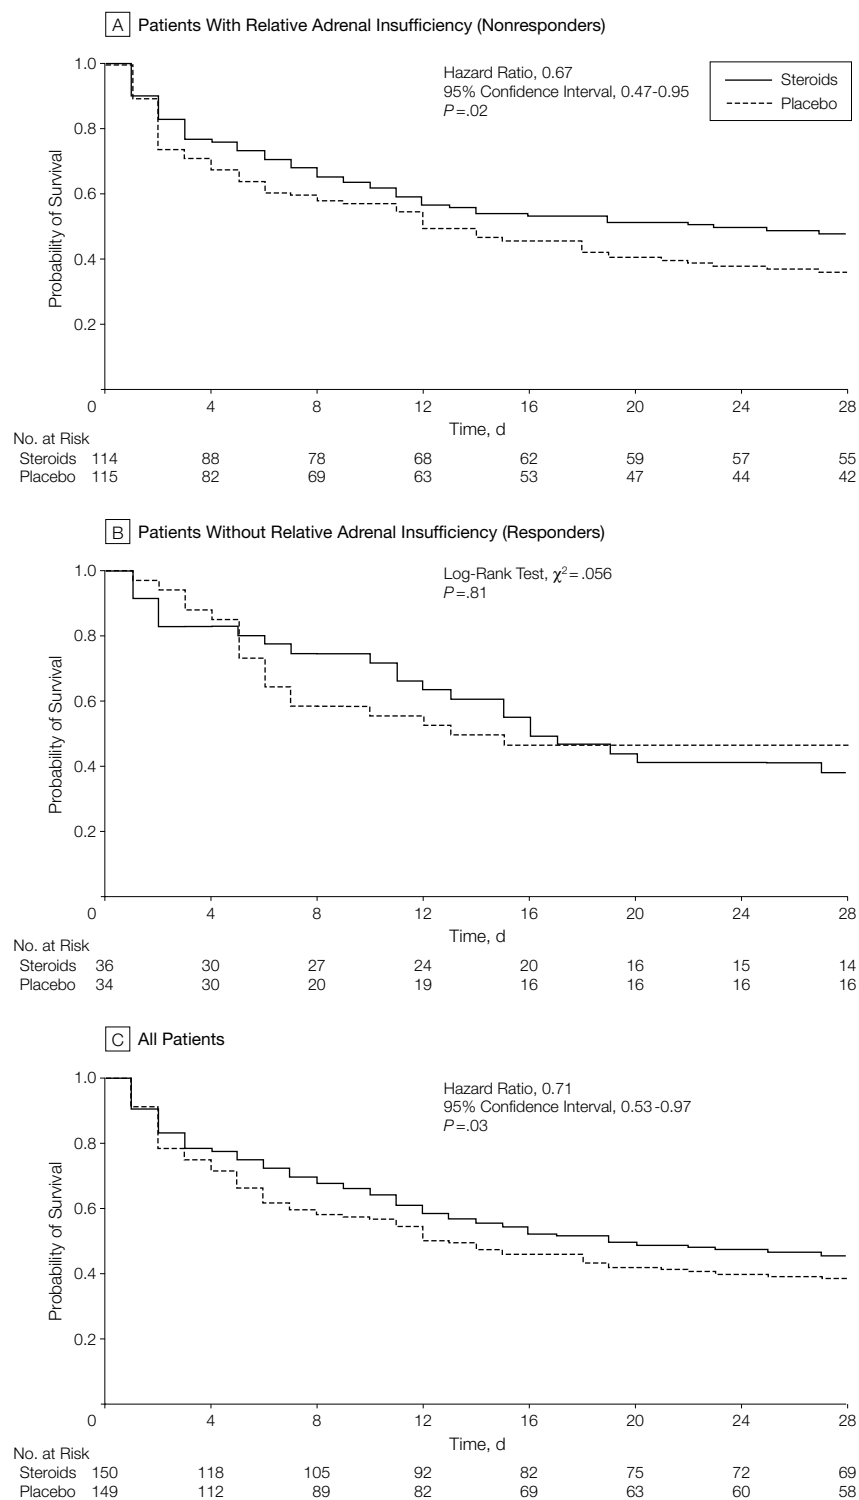 A Patients With Relative Adrenal Insufficiency (Nonresponders)
1.0
0.8
0.6
0.4
0.2
Probability of Survival
Hazard Ratio, 0.67
95% Confidence Interval, 0.47-0.95
P=.02
Steroids
Placebo
0 4 8 12 16 20 24 28
Time, d
No. at Risk
Steroids 114 88 78 68 62 59 57 55
Placebo 115 82 69 63 53 47 44 42
B Patients Without Relative Adrenal Insufficiency (Responders)
1.0
0.8
0.6
0.4
0.2
Probability of Survival
Log-Rank Test, χ²=.056
P=.81
0 4 8 12 16 20 24 28
Time, d
No. at Risk
Steroids 36 30 27 24 20 16 15 14
Placebo 34 30 20 19 16 16 16 16
C All Patients
1.0
0.8
0.6
0.4
0.2
Probability of Survival
Hazard Ratio, 0.71
95% Confidence Interval, 0.53-0.97
P=.03
0 4 8 12 16 20 24 28
Time, d
No. at Risk
Steroids 150 118 105 92 82 75 72 69
Placebo 149 112 89 82 69 63 60 58